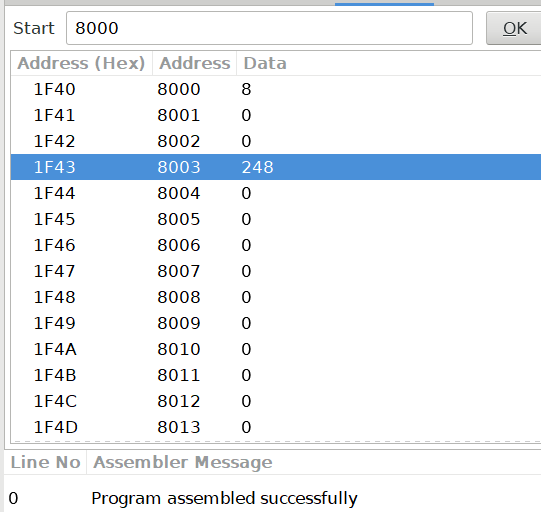 Start 8000 OK
Address (Hex) Address Data
1F40 8000 8
1F41 8001 0
1F42 8002 0
1F43 8003 248
1F44 8004 0
1F45 8005 0
1F46 8006 0
1F47 8007 0
1F48 8008 0
1F49 8009 0
1F4A 8010 0
1F4B 8011 0
1F4C 8012 0
1F4D 8013 0
Line No Assembler Message
0 Program assembled successfully